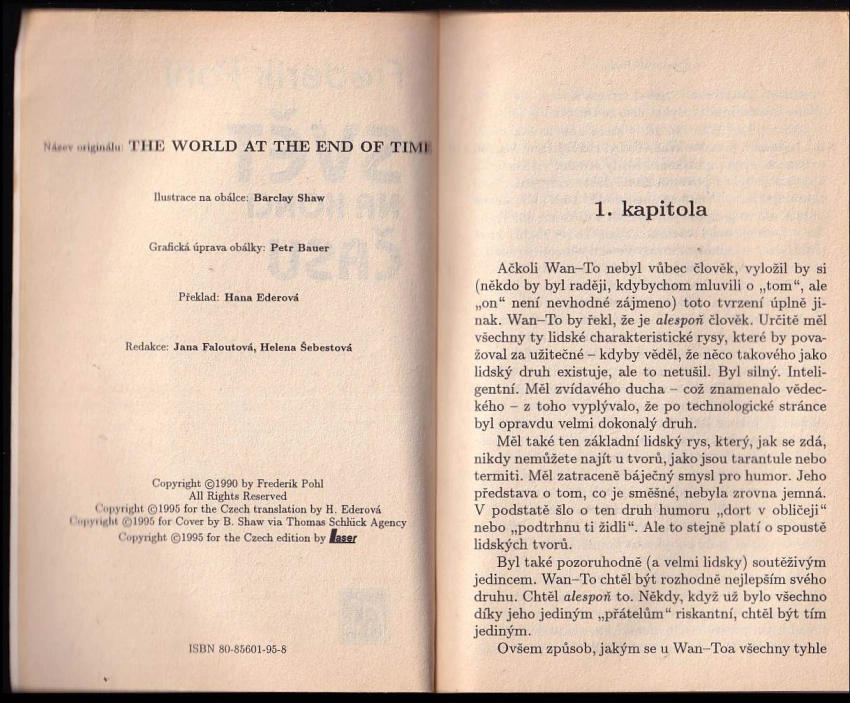 Název originálu: THE WORLD AT THE END OF TIME
Ilustrace na obálce: Barclay Shaw
Grafická úprava obálky: Petr Bauer
Překlad: Hana Ederová
Redakce: Jana Faloutová, Helena Šebestová
Copyright ©1990 by Frederik Pohl
All Rights Reserved
Copyright ©1995 for the Czech translation by H. Ederová
Copyright ©1995 for Cover by B. Shaw via Thomas Schlück Agency
Copyright ©1995 for the Czech edition by Laser
ISBN 80-85601-95-8
1. kapitola
Ačkoli Wan–To nebyl vůbec člověk, vyložil by si
(někdo by byl raději, kdybychom mluvili o „tom“, ale
„on“ není nevhodné zájmeno) toto tvrzení úplně ji-
nak. Wan–To by řekl, že je alespoň člověk. Určitě měl
všechny ty lidské charakteristické rysy, které by pova-
žoval za užitečné – kdyby věděl, že něco takového jako
lidský druh existuje, ale to netušil. Byl silný. Inteli-
gentní. Měl zvídavého ducha – což znamenalo vědec-
kého – z toho vyplývalo, že po technologické stránce
byl opravdu velmi dokonalý druh.
Měl také ten základní lidský rys, který, jak se zdá,
nikdy nemůžete najít u tvorů, jako jsou tarantule nebo
termiti. Měl zatraceně báječný smysl pro humor. Jeho
představa o tom, co je směšné, nebyla zrovna jemná.
V podstatě šlo o ten druh humoru „dort v obličeji“
nebo „podtrhnu ti židli“. Ale to stejně platí o spoustě
lidských tvorů.
Byl také pozoruhodně (a velmi lidsky) soutěživým
jedincem. Wan–To chtěl být rozhodně nejlepším svého
druhu. Chtěl alespoň to. Někdy, když už bylo všechno
díky jeho jediným „přátelům“ riskantní, chtěl být tím
jediným.
Ovšem způsob, jakým se u Wan–Toa všechny tyhle